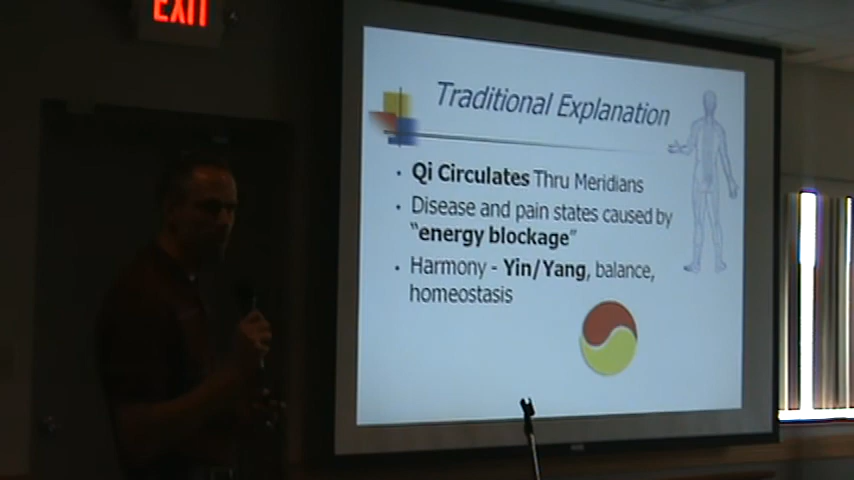 EXIT
Traditional Explanation
• Qi Circulates Thru Meridians
• Disease and pain states caused by
"energy blockage"
• Harmony - Yin/Yang, balance,
homeostasis